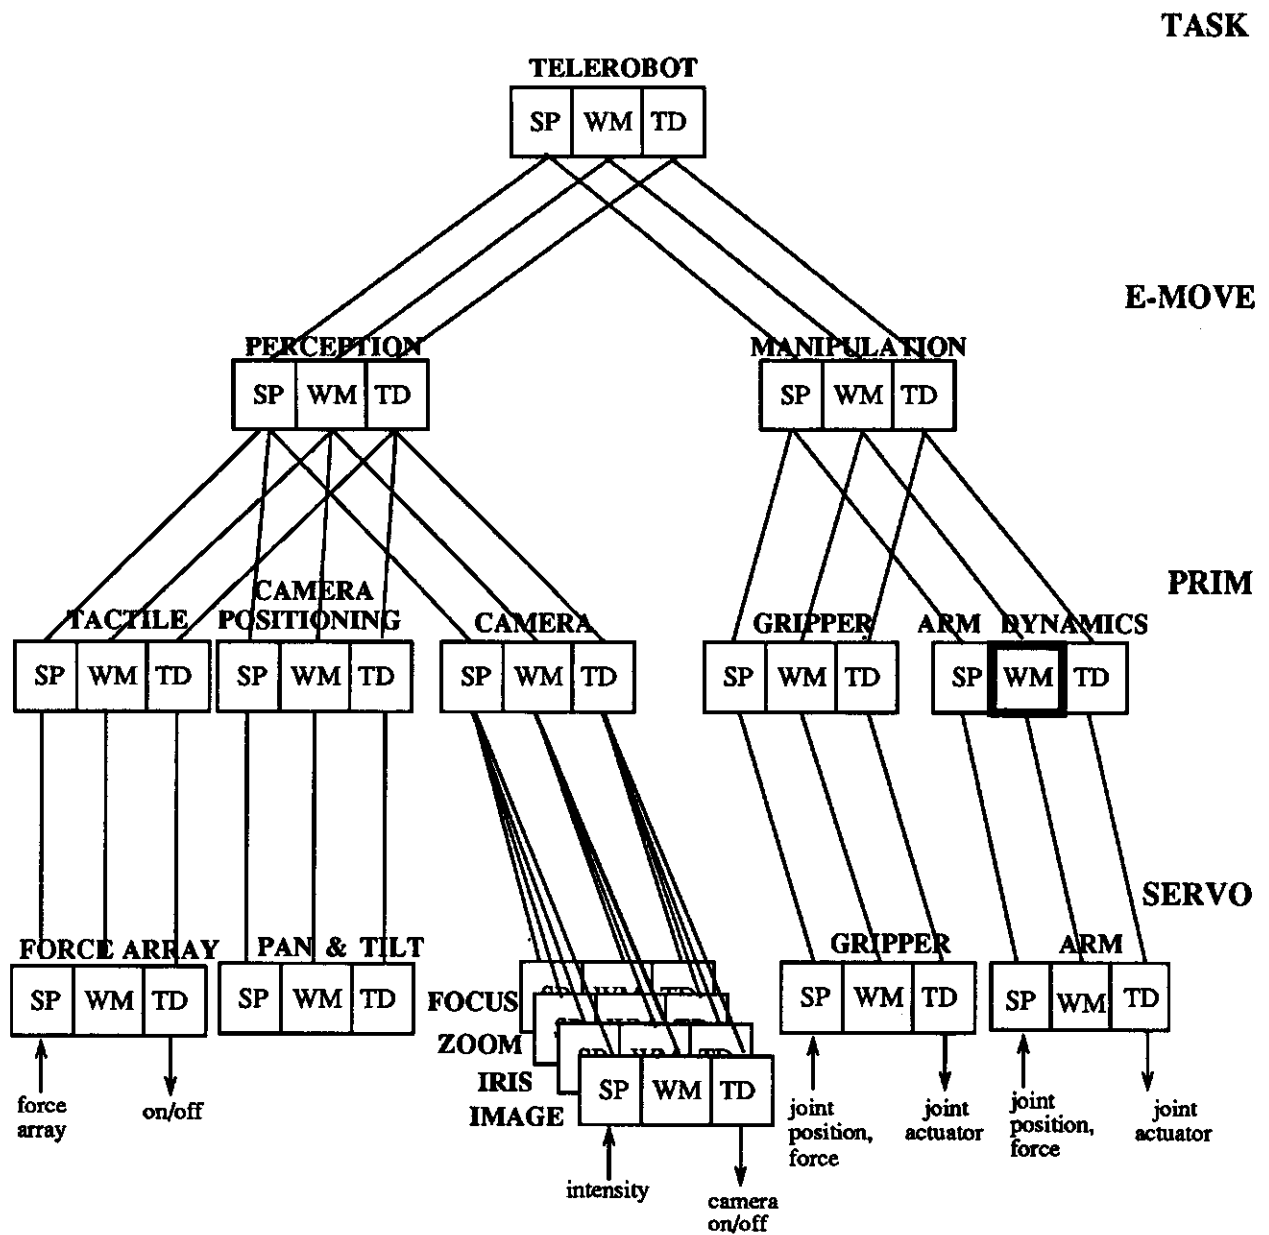 TASK
TELEROBOT
SP WM TD
E-MOVE
PERCEPTION
MANIPULATION
SP WM TD
SP WM TD
PRIM
TACTILE
CAMERA
POSITIONING
CAMERA
GRIPPER
ARM DYNAMICS
SP WM TD
SP WM TD
SP WM TD
SP WM TD
SP WM TD
SERVO
FORCE ARRAY
PAN & TILT
GRIPPER
ARM
SP WM TD
SP WM TD
FOCUS
ZOOM
IRIS
IMAGE
SP WM TD
SP WM TD
SP WM TD
force
array
on/off
intensity
camera
on/off
joint
position,
force
joint
actuator
joint
position,
force
joint
actuator